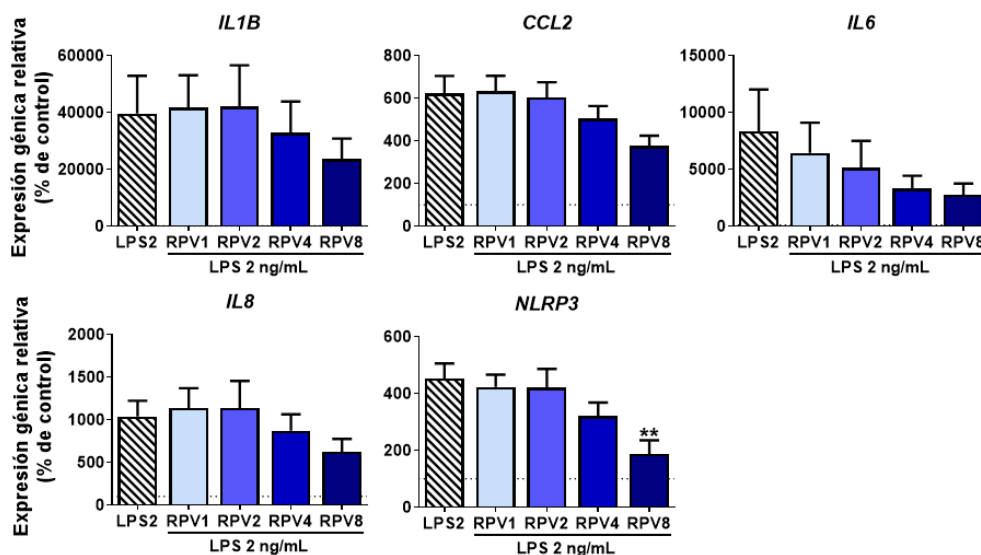 IL1B
Expresión génica relativa
(% de control)
60000
40000
20000
0
LPS2 RPV1 RPV2 RPV4 RPV8
LPS 2 ng/mL
CCL2
800
600
400
200
0
LPS2 RPV1 RPV2 RPV4 RPV8
LPS 2 ng/mL
IL6
15000
10000
5000
0
LPS2 RPV1 RPV2 RPV4 RPV8
LPS 2 ng/mL
IL8
Expresión génica relativa
(% de control)
2000
1500
1000
500
0
LPS2 RPV1 RPV2 RPV4 RPV8
LPS 2 ng/mL
NLRP3
600
400
200
0
**
LPS2 RPV1 RPV2 RPV4 RPV8
LPS 2 ng/mL